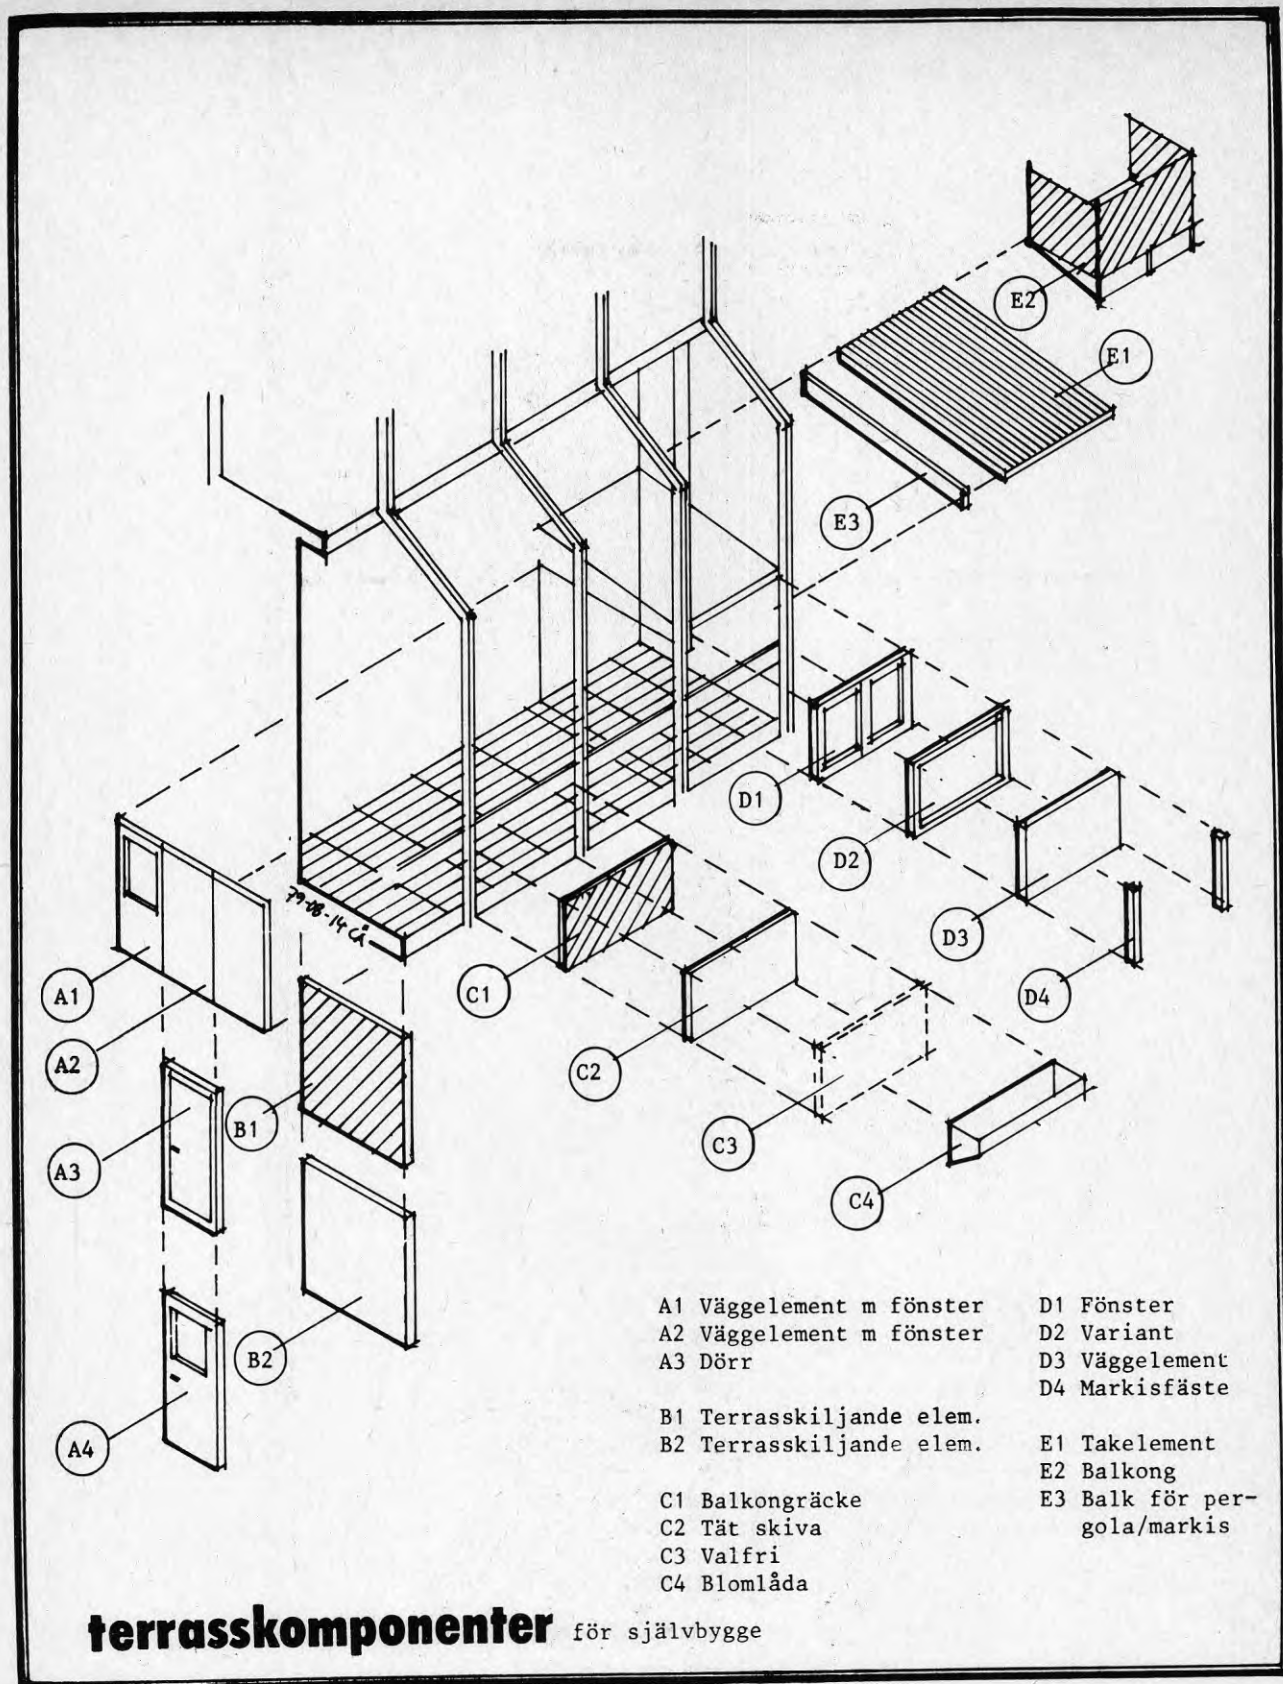 E2
E1
E3
D1
D2
D3
D4
79-08-14 CÅ
A1
A2
A3
A4
B1
B2
C1
C2
C3
C4
A1 Väggelement m fönster
A2 Väggelement m fönster
A3 Dörr
B1 Terrasskiljande elem.
B2 Terrasskiljande elem.
C1 Balkongräcke
C2 Tät skiva
C3 Valfri
C4 Blomlåda
D1 Fönster
D2 Variant
D3 Väggelement
D4 Markisfäste
E1 Takelement
E2 Balkong
E3 Balk för per-
gola/markis
terrasskomponenter för självbygge